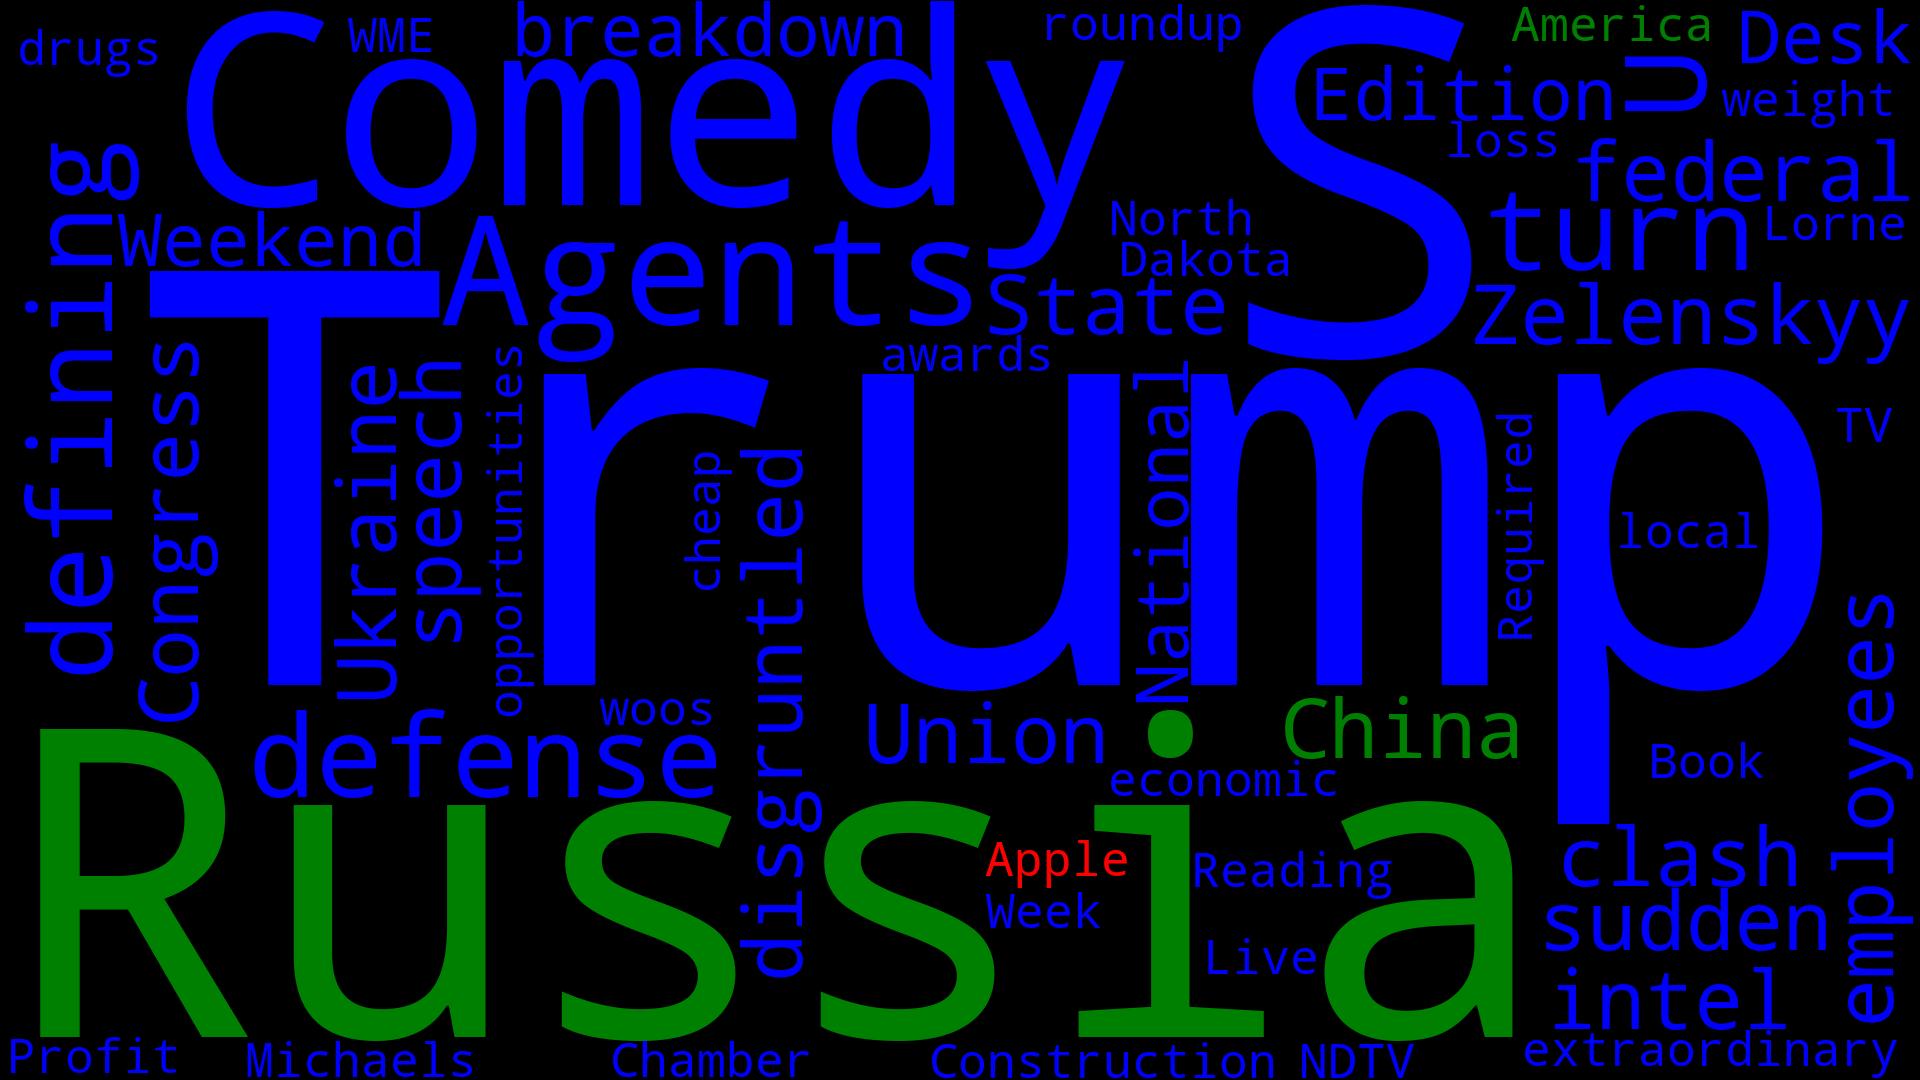 drugs
WME
Comedy
breakdown
roundup
S
America
Desk
Edition
U
weight
loss
federal
defining
Weekend
Agents
North
Dakota
State
turn
Lorne
Zelenskyy
Trump
awards
Congress
Ukraine
speech
opportunities
cheap
disgruntled
National
Required
TV
local
employees
woos
defense
Union
.
China
Book
economic
Russia
Apple
Reading
Week
Live
clash
sudden
intel
extraordinary
Profit
Michaels
Chamber
Construction
NDTV